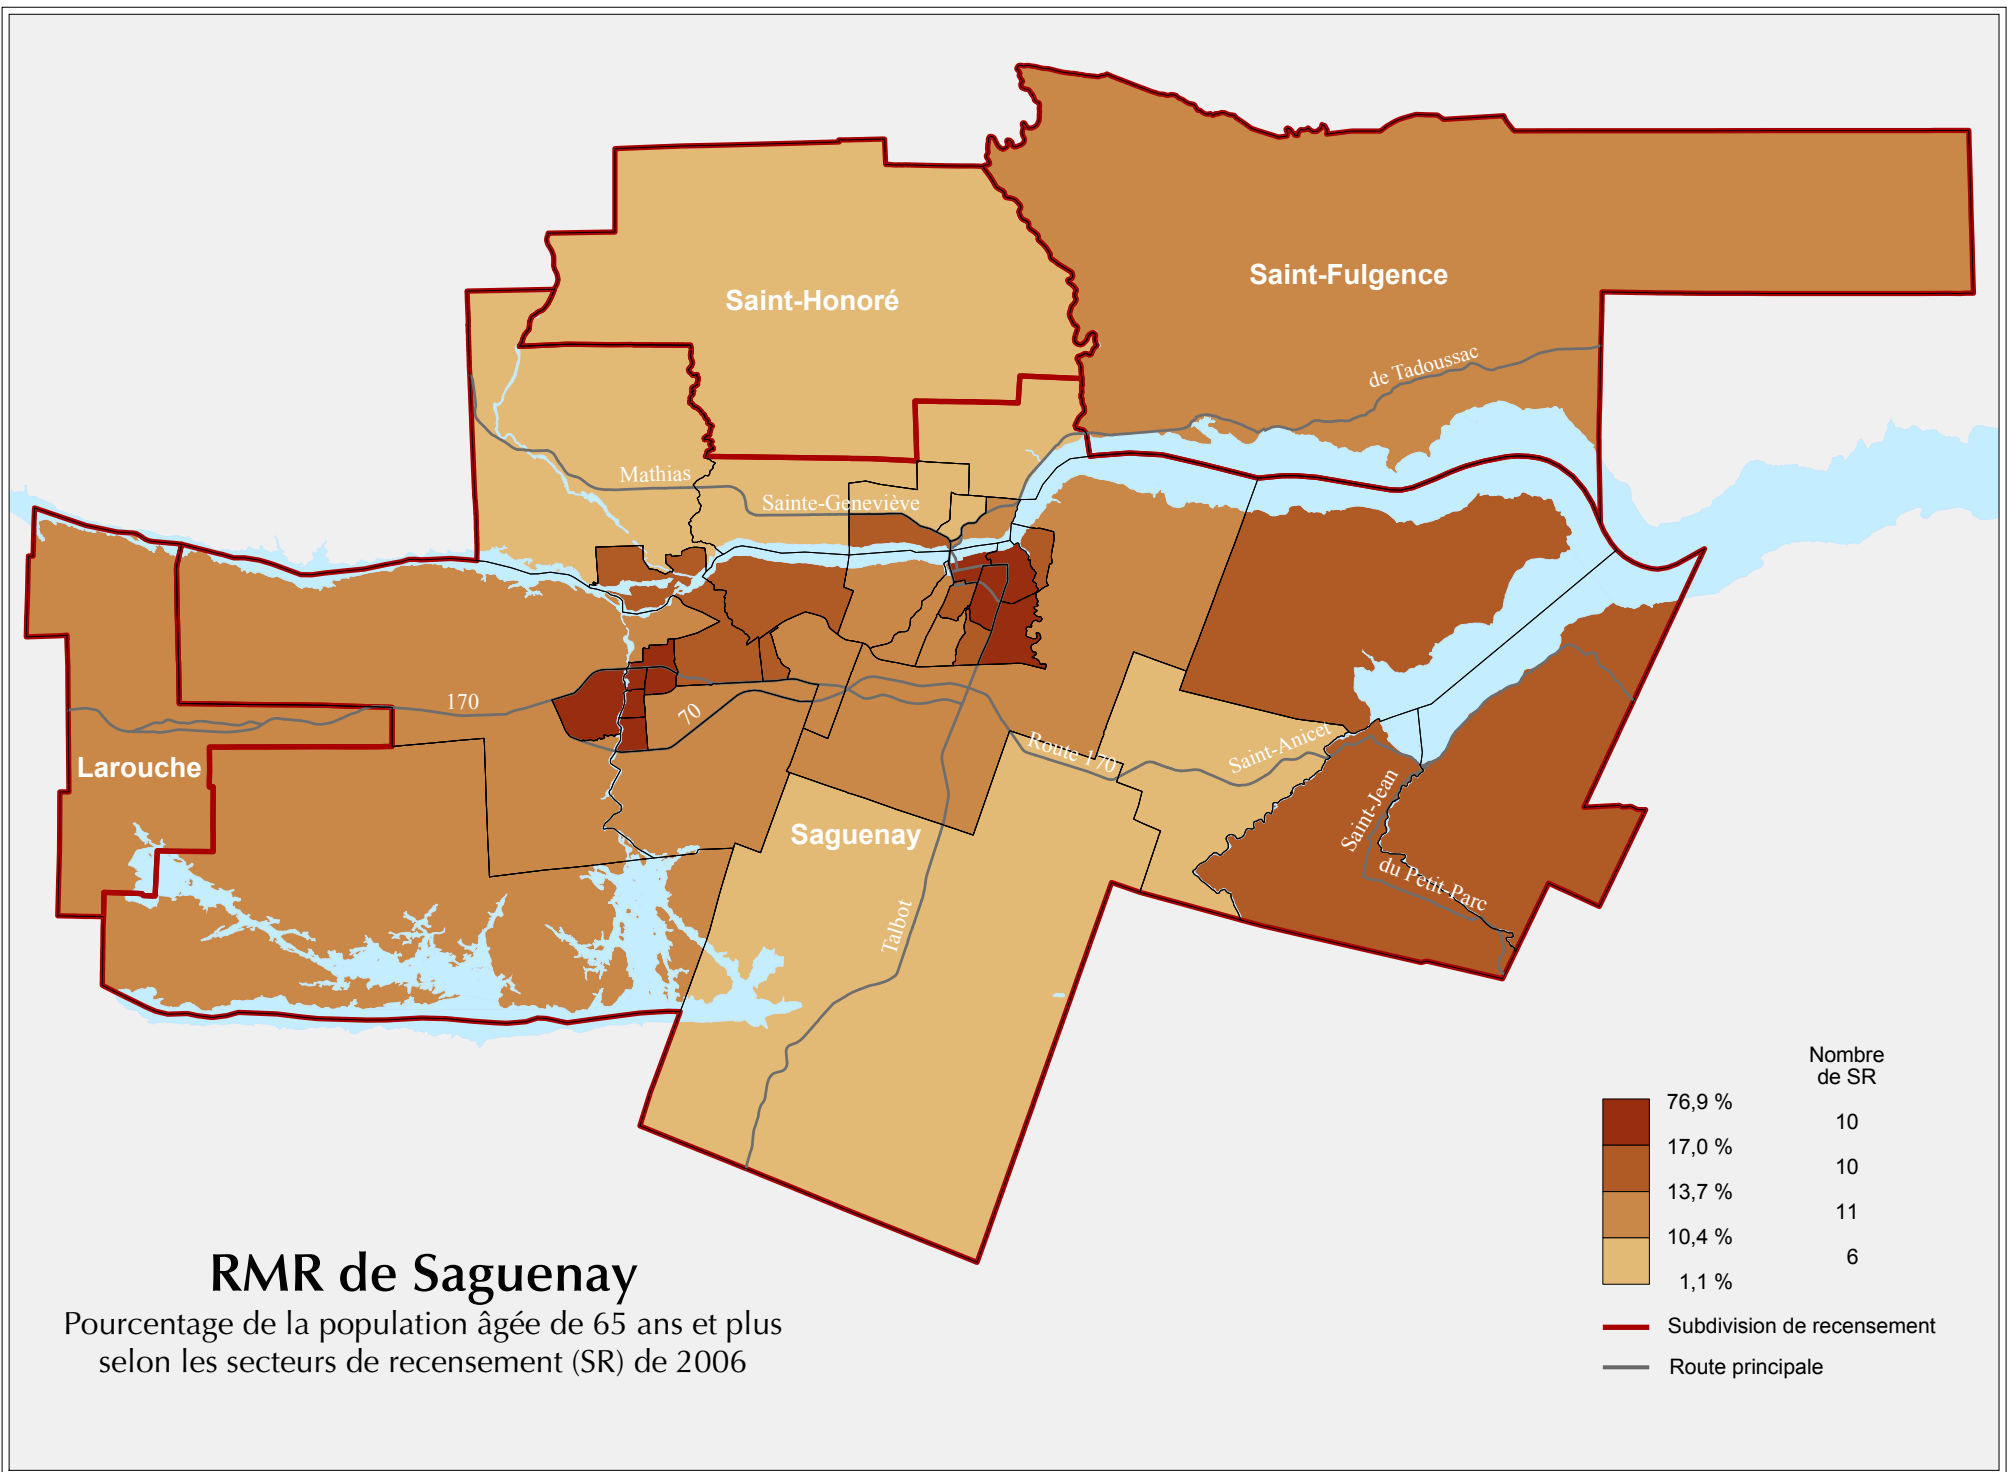 Saint-Fulgence
Saint-Honoré
de Tadoussac
Mathias
Sainte-Geneviève
170
70
Route 170
Saint-Anicet
Larouche
Saguenay
Saint-Jean
du Petit-Parc
Talbot
Nombre
de SR
76,9 %
10
17,0 %
10
13,7 %
11
10,4 %
6
1,1 %
Subdivision de recensement
Route principale
RMR de Saguenay
Pourcentage de la population âgée de 65 ans et plus
selon les secteurs de recensement (SR) de 2006